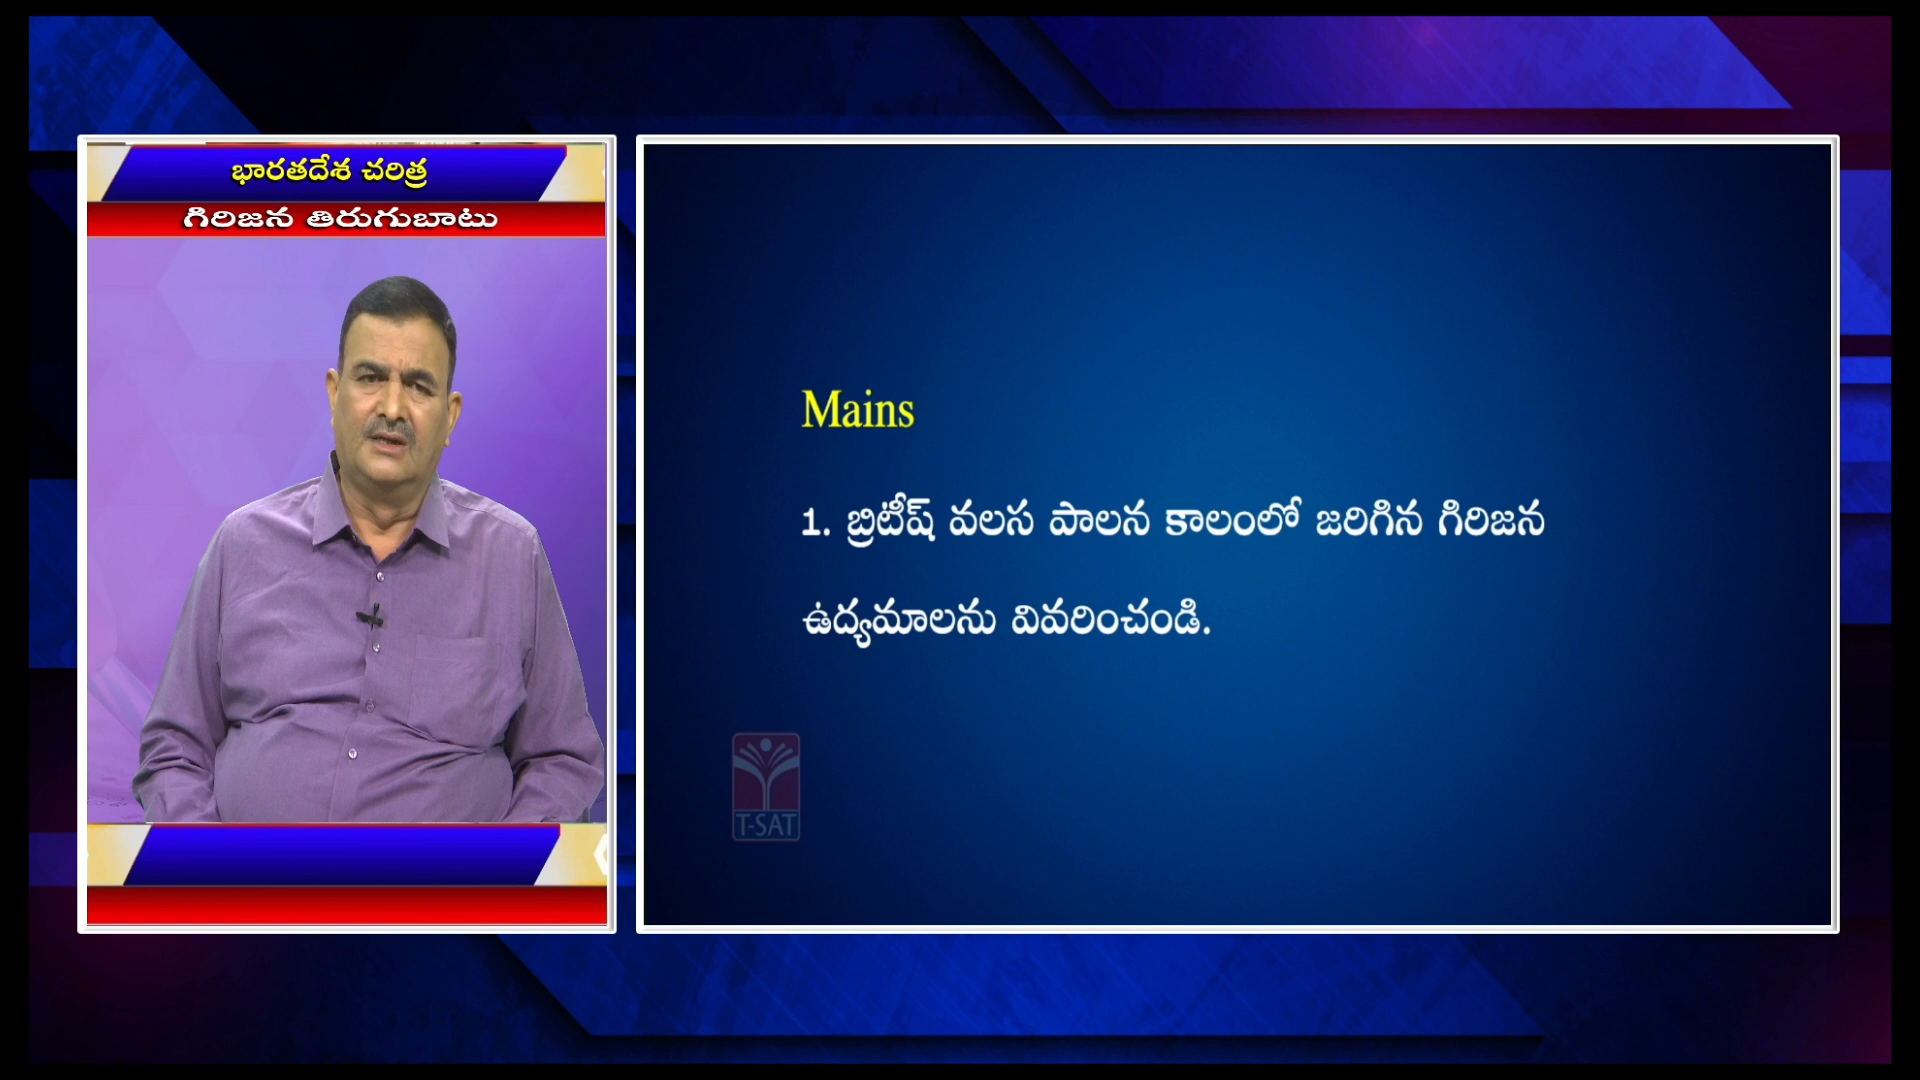 భారతదేశ చరిత్ర
గిరిజన తిరుగుబాటు
Mains
1. బ్రిటీష్ వలస పాలన కాలంలో జరిగిన గిరిజన
ఉద్యమాలను వివరించండి.
T-SAT